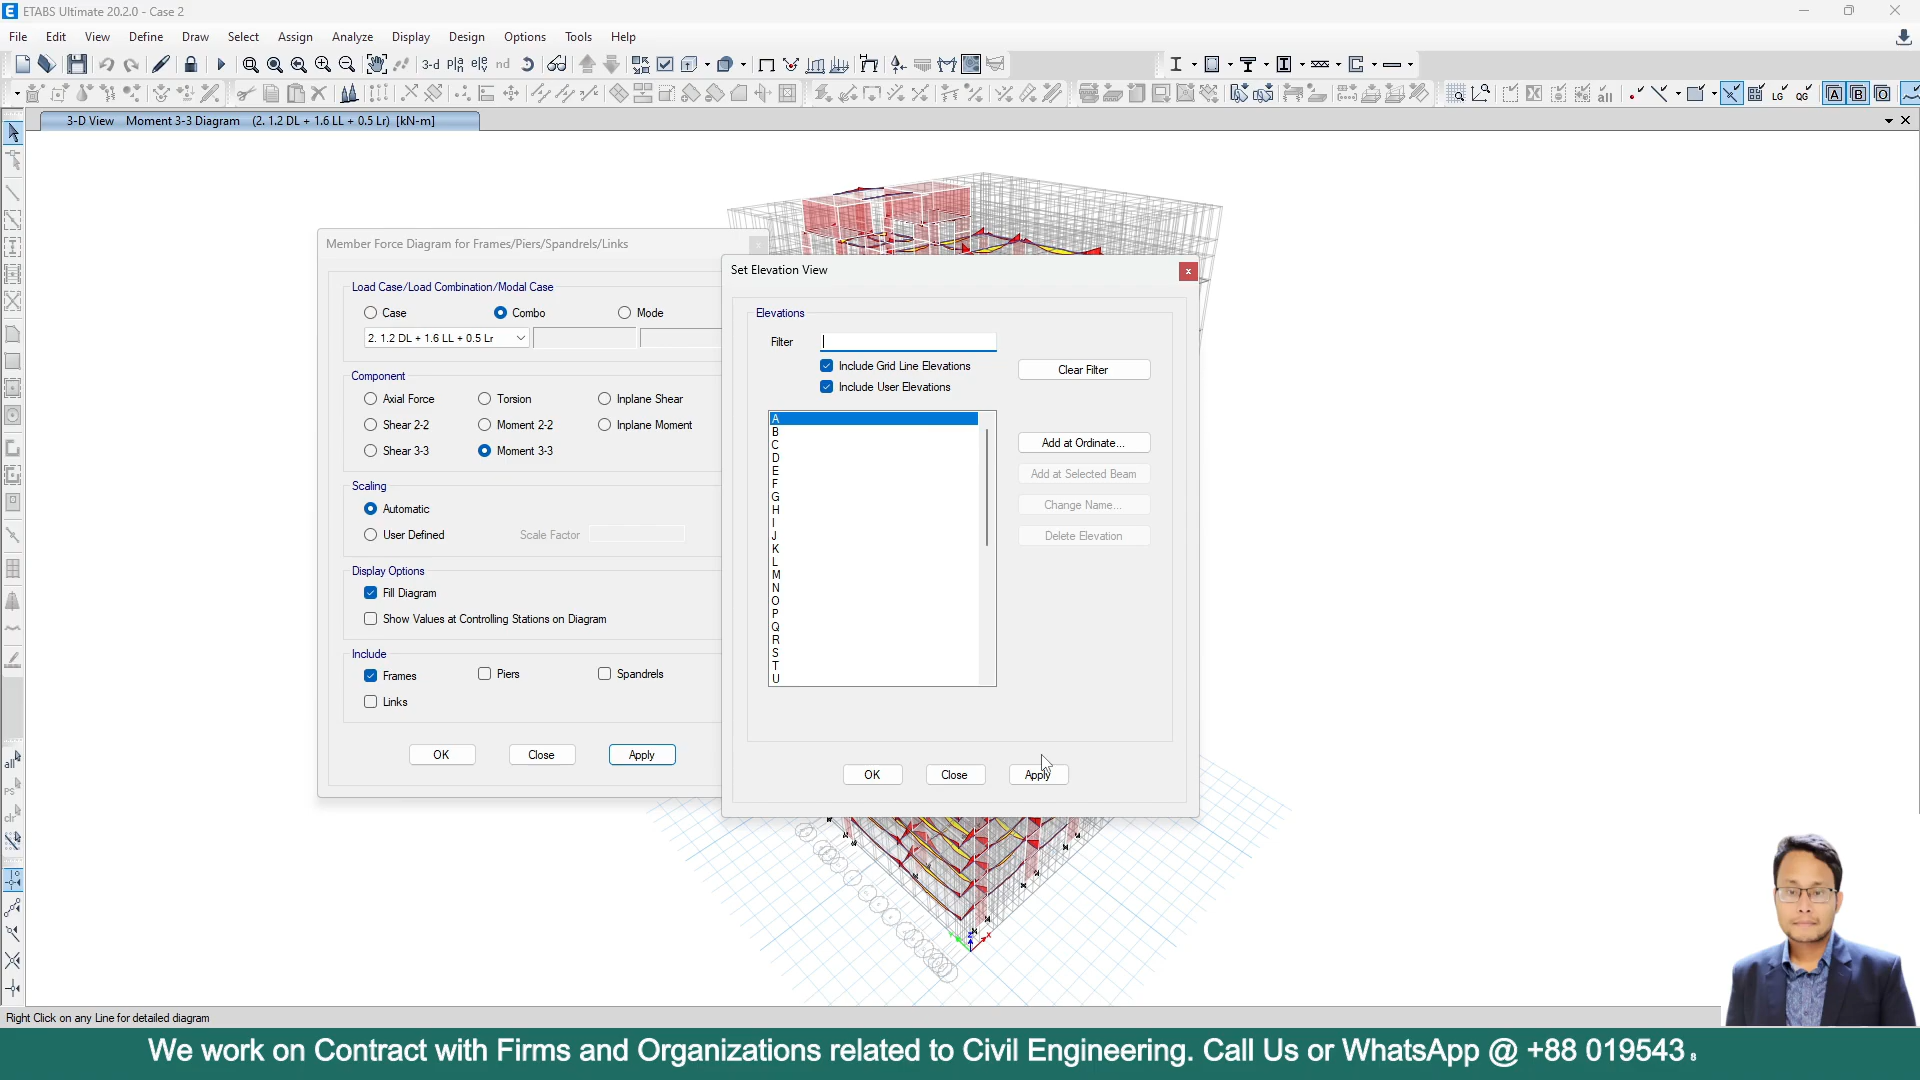 ETABS Ultimate 20.2.0 - Case 2
File Edit View Define Draw Select Assign Analyze Display Design Options Tools Help
3-d
nd
LG
QG
A B
all
3-D View Moment 3-3 Diagram (2. 1.2 DL + 1.6 LL + 0.5 Lr) [kN-m]
Member Force Diagram for Frames/Piers/Spandrels/Links
Load Case/Load Combination/Modal Case
Case Combo Mode
2. 1.2 DL + 1.6 LL + 0.5 Lr
Component
Axial Force Torsion Inplane Shear
Shear 2-2 Moment 2-2 Inplane Moment
Shear 3-3 Moment 3-3
Scaling
Automatic
User Defined Scale Factor
Display Options
Fill Diagram
Show Values at Controlling Stations on Diagram
Include
Frames Piers Spandrels
Links
OK Close Apply
Set Elevation View
x
Elevations
Filter
Include Grid Line Elevations
Include User Elevations
Clear Filter
A
B
C
D
E
F
G
H
I
J
K
L
M
N
O
P
Q
R
S
T
U
Add at Ordinate...
Add at Selected Beam
Change Name...
Delete Elevation
OK Close Apply
all
PS
clr
Right Click on any Line for detailed diagram
We work on Contract with Firms and Organizations related to Civil Engineering. Call Us or WhatsApp @ +88 019543